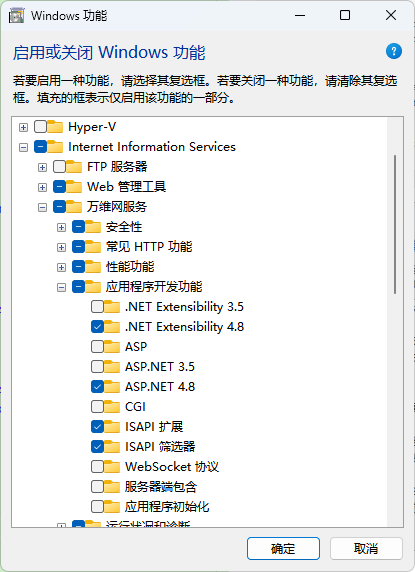 Windows 功能
启用或关闭 Windows 功能
若要启用一种功能，请选择其复选框。若要关闭一种功能，请清除其复选
框。填充的框表示仅启用该功能的一部分。
Hyper-V
Internet Information Services
FTP 服务器
Web 管理工具
万维网服务
安全性
常见 HTTP 功能
性能功能
应用程序开发功能
.NET Extensibility 3.5
.NET Extensibility 4.8
ASP
ASP.NET 3.5
ASP.NET 4.8
CGI
ISAPI 扩展
ISAPI 筛选器
WebSocket 协议
服务器端包含
应用程序初始化
运行状况和诊断
确定
取消